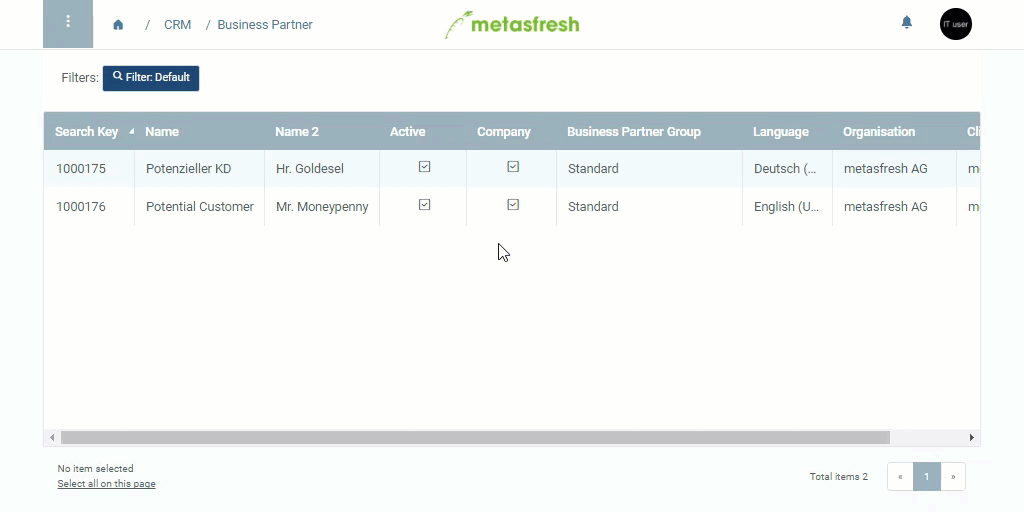 CRM / Business Partner
metasfresh
IT user
Filters: Filter: Default
Search Key Name Name 2 Active Company Business Partner Group Language Organisation Cli
1000175 Potenzieller KD Hr. Goldesel Standard Deutsch (... metasfresh AG m
1000176 Potential Customer Mr. Moneypenny Standard English (U... metasfresh AG m
No item selected
Select all on this page
Total items 2 « 1 »